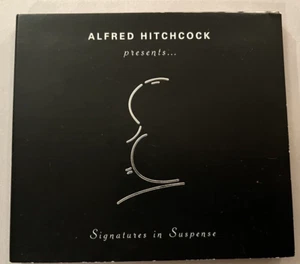 ALFRED HITCHCOCK
presents...
Signatures in Suspense